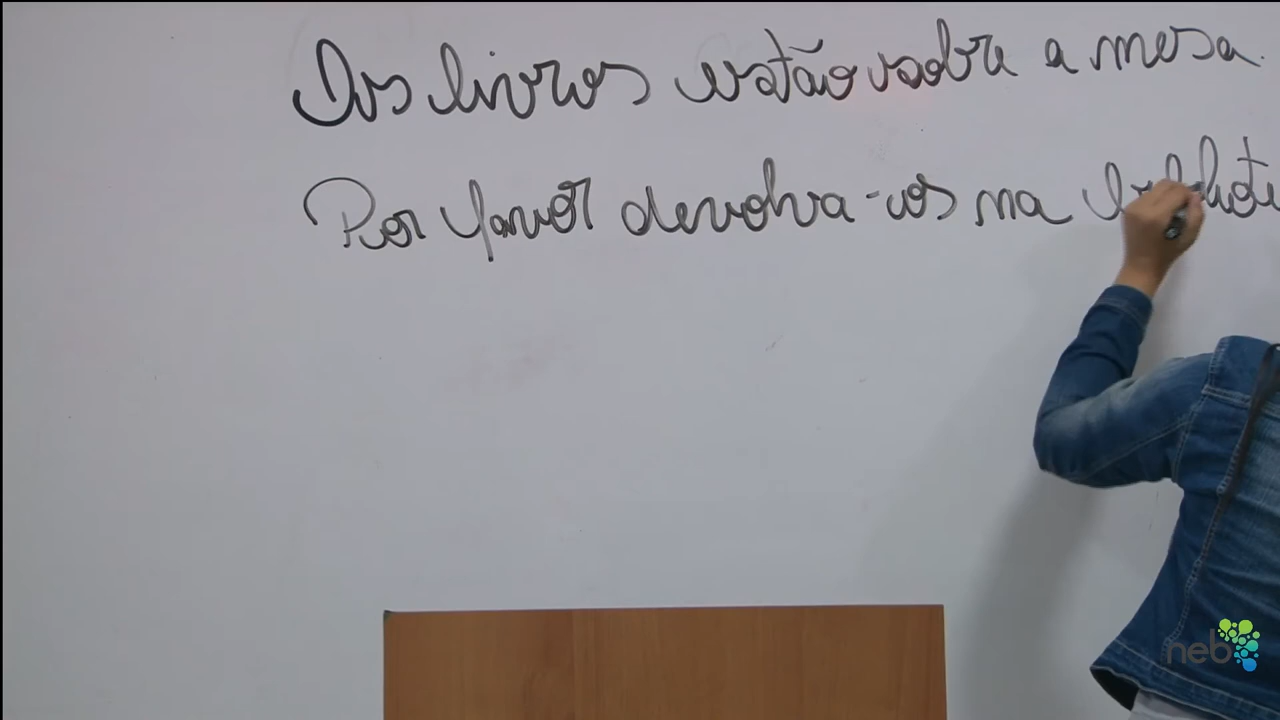 Os livros estão sobre a mesa.
Por favor devolva-os na
neb